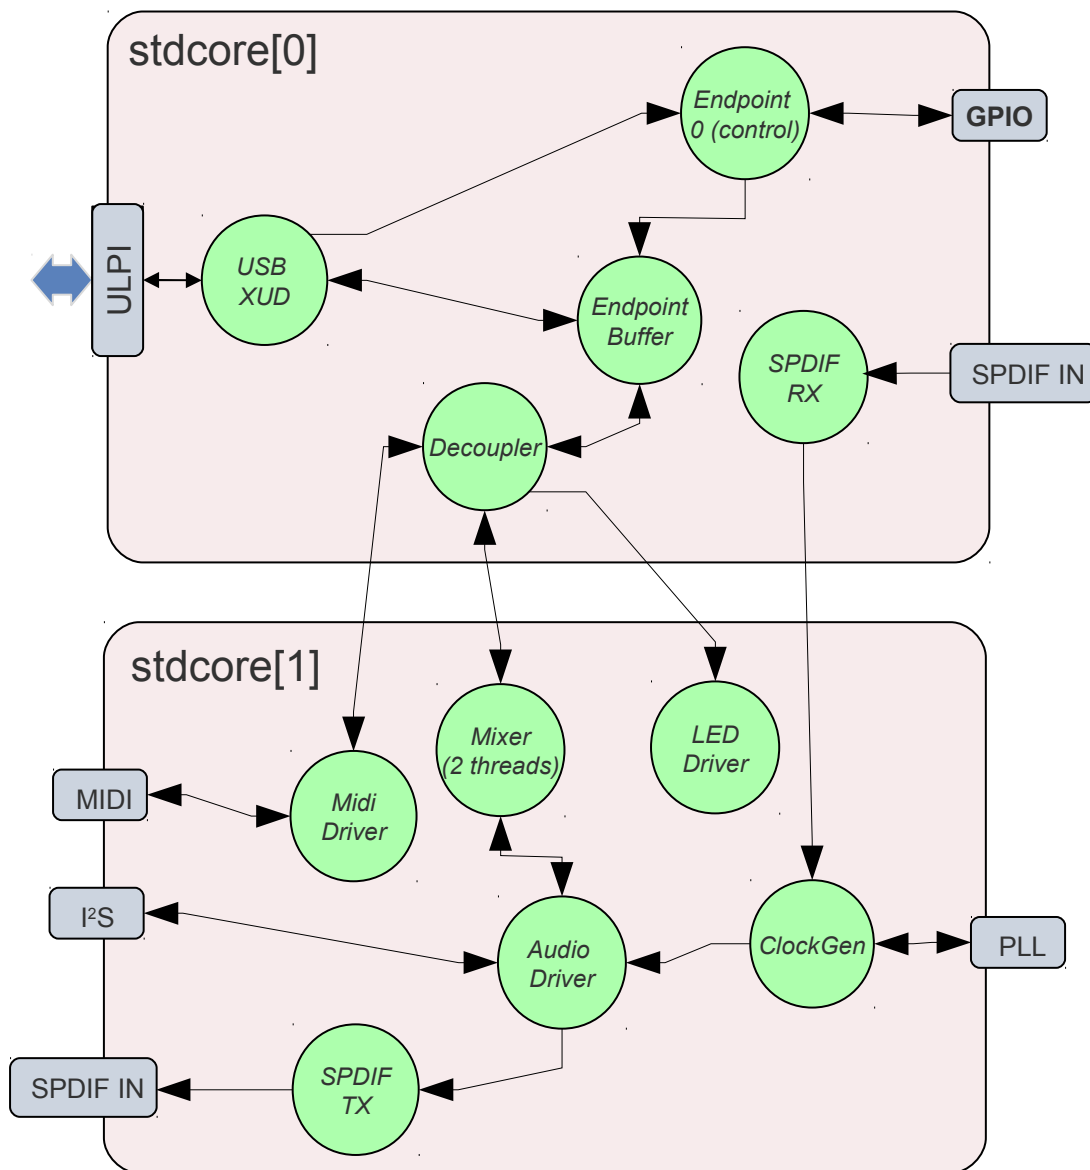 stdcore[0]
Endpoint
0 (control)
GPIO
ULPI
USB
XUD
Endpoint
Buffer
SPDIF
RX
SPDIF IN
Decoupler
stdcore[1]
Mixer
(2 threads)
LED
Driver
MIDI
Midi
Driver
I²S
Audio
Driver
ClockGen
PLL
SPDIF IN
SPDIF
TX